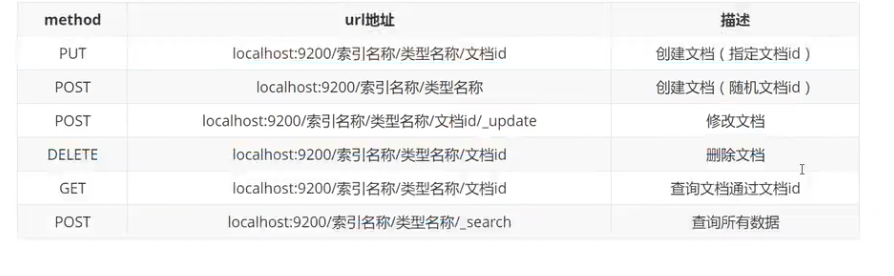 method url地址 描述
PUT localhost:9200/索引名称/类型名称/文档id 创建文档（指定文档id）
POST localhost:9200/索引名称/类型名称 创建文档（随机文档id）
POST localhost:9200/索引名称/类型名称/文档id/_update 修改文档
DELETE localhost:9200/索引名称/类型名称/文档id 删除文档
GET localhost:9200/索引名称/类型名称/文档id 查询文档通过文档id
POST localhost:9200/索引名称/类型名称/_search 查询所有数据